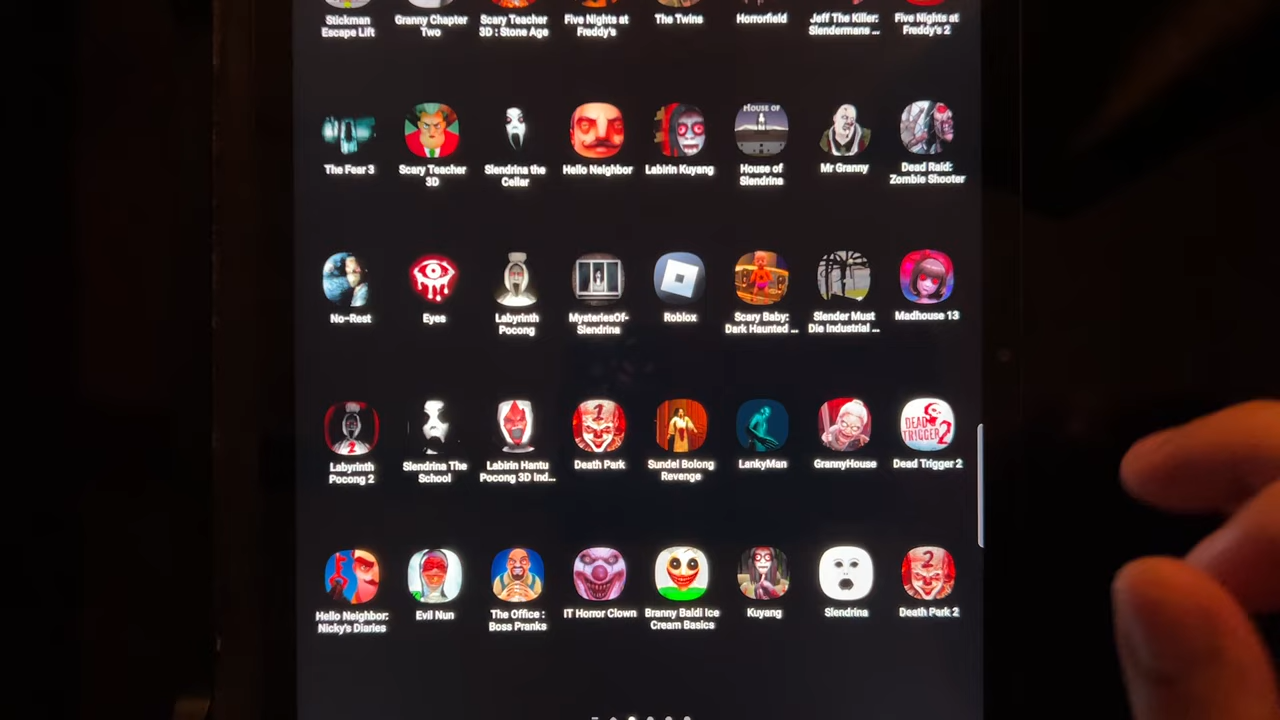 Stickman
Escape Lift
Granny Chapter
Two
Scary Teacher
3D : Stone Age
Five Nights at
Freddy's
The Twins
Horrorfield
Jeff The Killer:
Slendermans ...
Five Nights at
Freddy's 2
The Fear 3
Scary Teacher
3D
Slendrina the
Cellar
Hello Neighbor
Labirin Kuyang
HOUSE OF
House of
Slendrina
Mr Granny
Dead Raid:
Zombie Shooter
No-Rest
Eyes
Labyrinth
Pocong
MysteriesOf-
Slendrina
Roblox
Scary Baby:
Dark Haunted ...
Slender Must
Die Industrial ...
Madhouse 13
2
Labyrinth
Pocong 2
Slendrina The
School
Labirin Hantu
Pocong 3D Ind...
1
Death Park
Sundel Bolong
Revenge
LankyMan
GrannyHouse
DEAD
TRIGGER
2
Dead Trigger 2
Hello Neighbor:
Nicky's Diaries
Evil Nun
The Office :
Boss Pranks
IT Horror Clown
Branny Baldi Ice
Cream Basics
Kuyang
Slendrina
2
Death Park 2